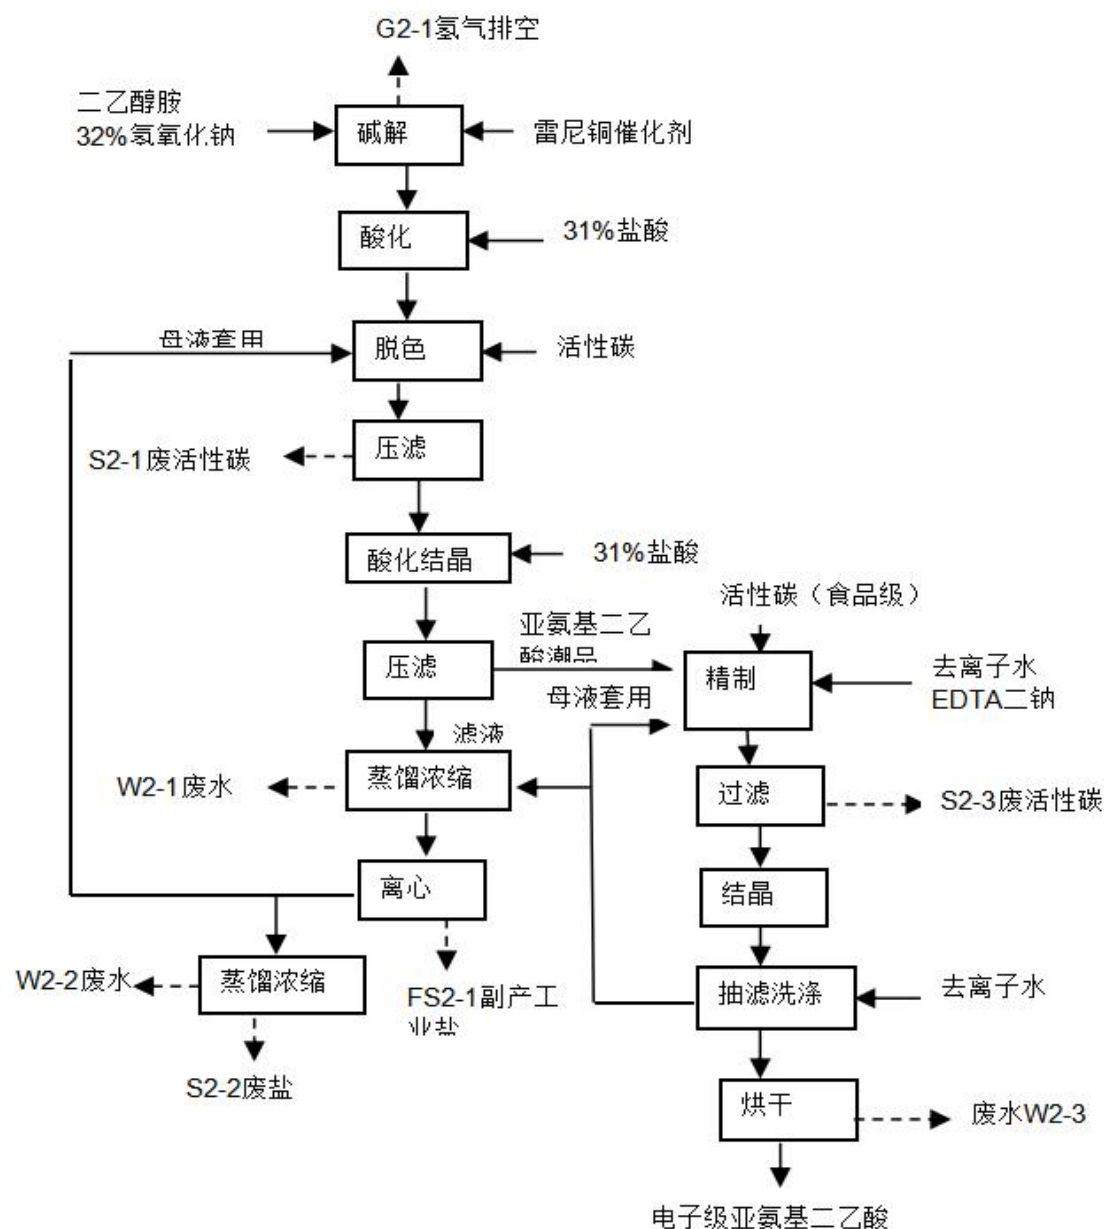 G2-1氢气排空
二乙醇胺
32%氢氧化钠
碱解
雷尼铜催化剂
酸化
31%盐酸
母液套用
脱色
活性碳
S2-1废活性碳
压滤
酸化结晶
31%盐酸
活性碳（食品级）
亚氨基二乙
酸潮品
压滤
精制
去离子水
EDTA二钠
母液套用
滤液
W2-1废水
蒸馏浓缩
过滤
S2-3废活性碳
离心
结晶
W2-2废水
蒸馏浓缩
FS2-1副产工
业盐
抽滤洗涤
去离子水
S2-2废盐
烘干
废水W2-3
电子级亚氨基二乙酸